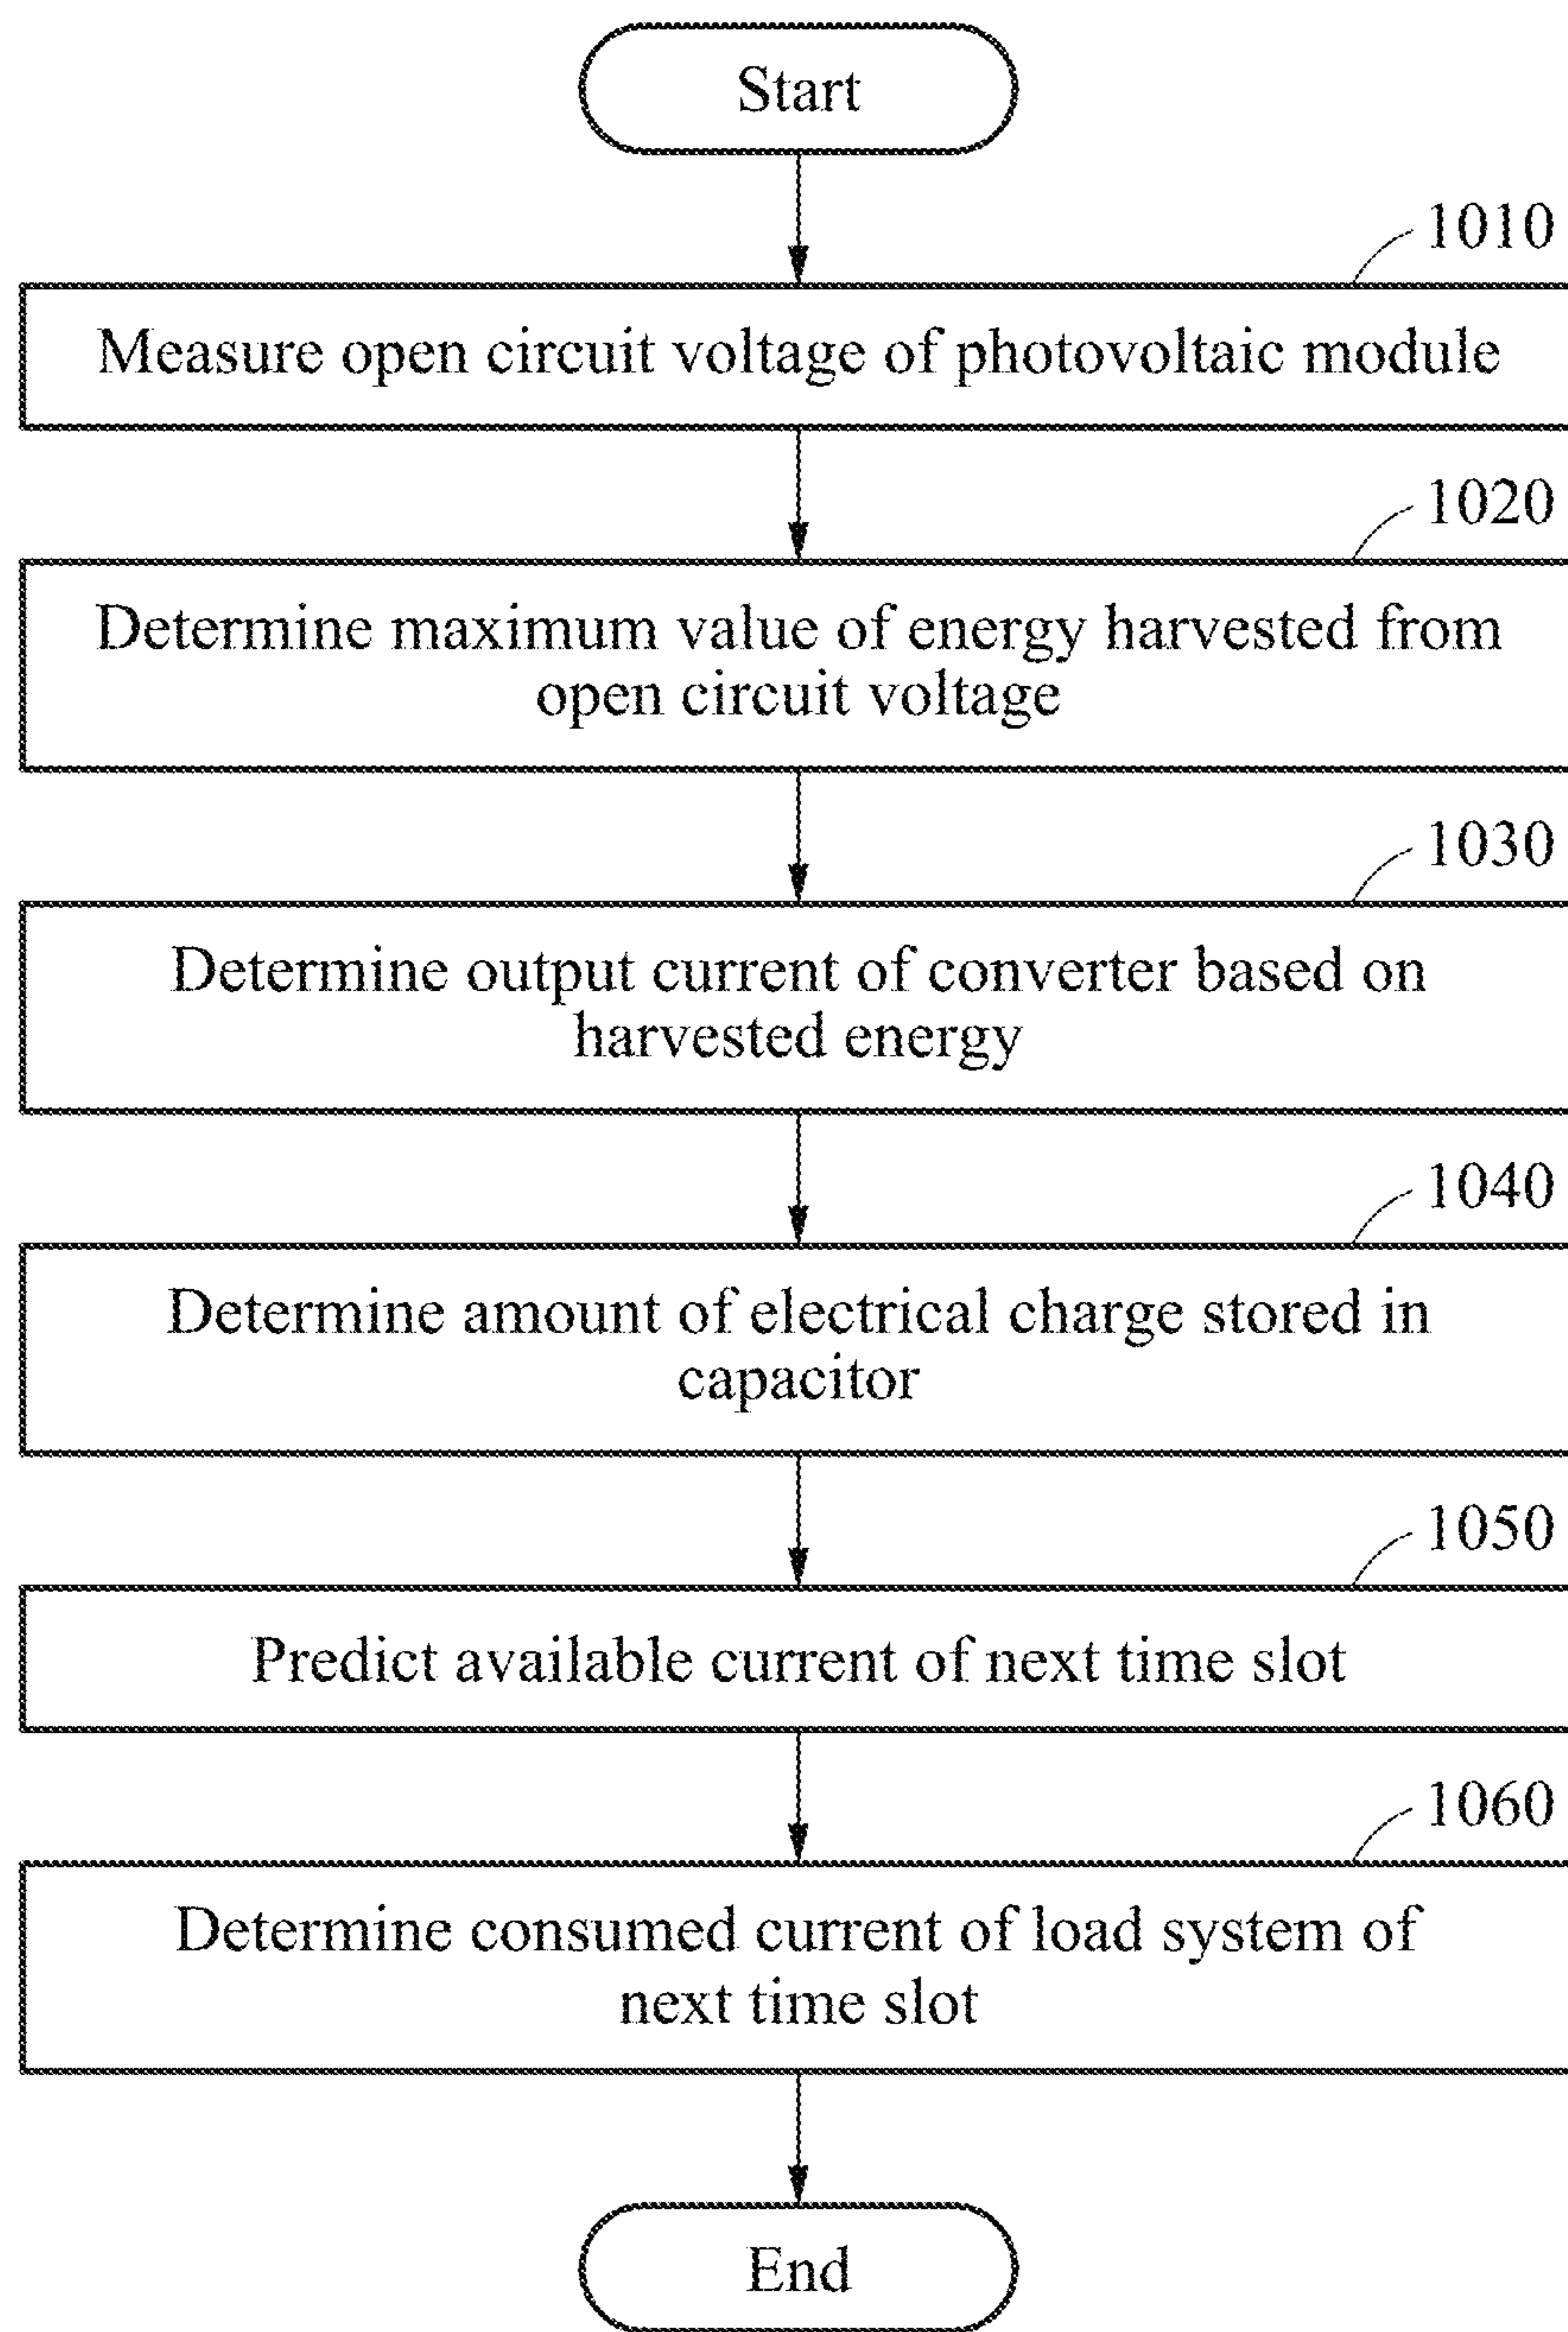 Start
1010
Measure open circuit voltage of photovoltaic module
1020
Determine maximum value of energy harvested from
open circuit voltage
1030
Determine output current of converter based on
harvested energy
1040
Determine amount of electrical charge stored in
capacitor
1050
Predict available current of next time slot
1060
Determine consumed current of load system of
next time slot
End